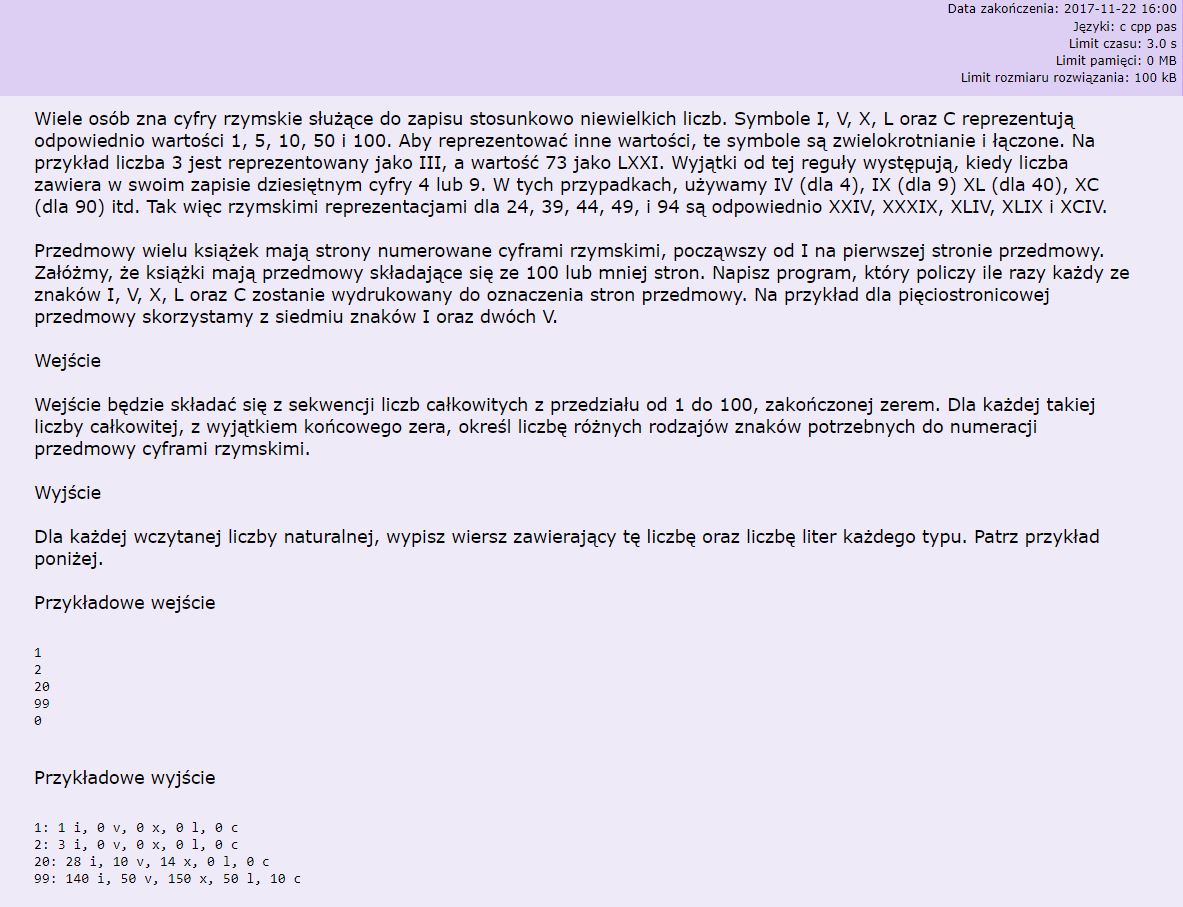 Data zakończenia: 2017-11-22 16:00
Języki: c cpp pas
Limit czasu: 3.0 s
Limit pamięci: 0 MB
Limit rozmiaru rozwiązania: 100 kB
Wiele osób zna cyfry rzymskie służące do zapisu stosunkowo niewielkich liczb. Symbole I, V, X, L oraz C reprezentują
odpowiednio wartości 1, 5, 10, 50 i 100. Aby reprezentować inne wartości, te symbole są zwielokrotnianie i łączone. Na
przykład liczba 3 jest reprezentowany jako III, a wartość 73 jako LXXI. Wyjątki od tej reguły występują, kiedy liczba
zawiera w swoim zapisie dziesiętnym cyfry 4 lub 9. W tych przypadkach, używamy IV (dla 4), IX (dla 9) XL (dla 40), XC
(dla 90) itd. Tak więc rzymskimi reprezentacjami dla 24, 39, 44, 49, i 94 są odpowiednio XXIV, XXXIX, XLIV, XLIX i XCIV.
Przedmowy wielu książek mają strony numerowane cyframi rzymskimi, począwszy od I na pierwszej stronie przedmowy.
Załóżmy, że książki mają przedmowy składające się ze 100 lub mniej stron. Napisz program, który policzy ile razy każdy ze
znaków I, V, X, L oraz C zostanie wydrukowany do oznaczenia stron przedmowy. Na przykład dla pięciostronicowej
przedmowy skorzystamy z siedmiu znaków I oraz dwóch V.
Wejście
Wejście będzie składać się z sekwencji liczb całkowitych z przedziału od 1 do 100, zakończonej zerem. Dla każdej takiej
liczby całkowitej, z wyjątkiem końcowego zera, określ liczbę różnych rodzajów znaków potrzebnych do numeracji
przedmowy cyframi rzymskimi.
Wyjście
Dla każdej wczytanej liczby naturalnej, wypisz wiersz zawierający tę liczbę oraz liczbę liter każdego typu. Patrz przykład
poniżej.
Przykładowe wejście
1
2
20
99
0
Przykładowe wyjście
1: 1 i, 0 v, 0 x, 0 l, 0 c
2: 3 i, 0 v, 0 x, 0 l, 0 c
20: 28 i, 10 v, 14 x, 0 l, 0 c
99: 140 i, 50 v, 150 x, 50 l, 10 c